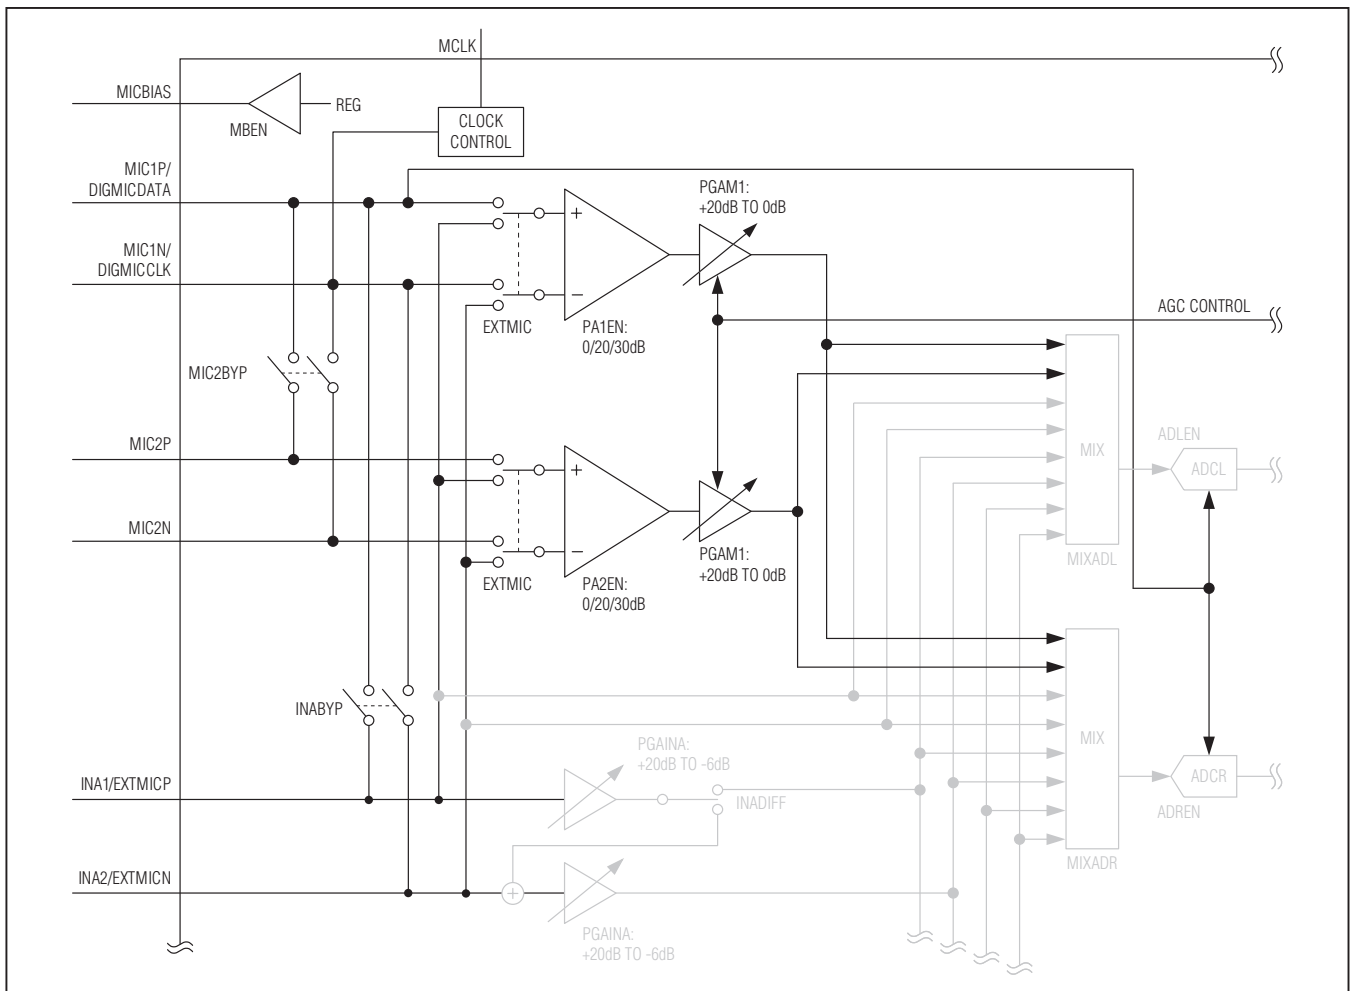 MCLK
MICBIAS
REG
MBEN
CLOCK
CONTROL
MIC1P/
DIGMICDATA
PGAM1:
+20dB TO 0dB
+
MIC1N/
DIGMICCLK
−
AGC CONTROL
EXTMIC
PA1EN:
0/20/30dB
MIC2BYP
MIC2P
+
MIX
ADLEN
ADCL
MIC2N
−
PGAM1:
+20dB TO 0dB
MIXADL
EXTMIC
PA2EN:
0/20/30dB
INABYP
PGAINA:
+20dB TO -6dB
MIX
INA1/EXTMICP
INADIFF
ADCR
ADREN
MIXADR
INA2/EXTMICN
+
PGAINA:
+20dB TO -6dB